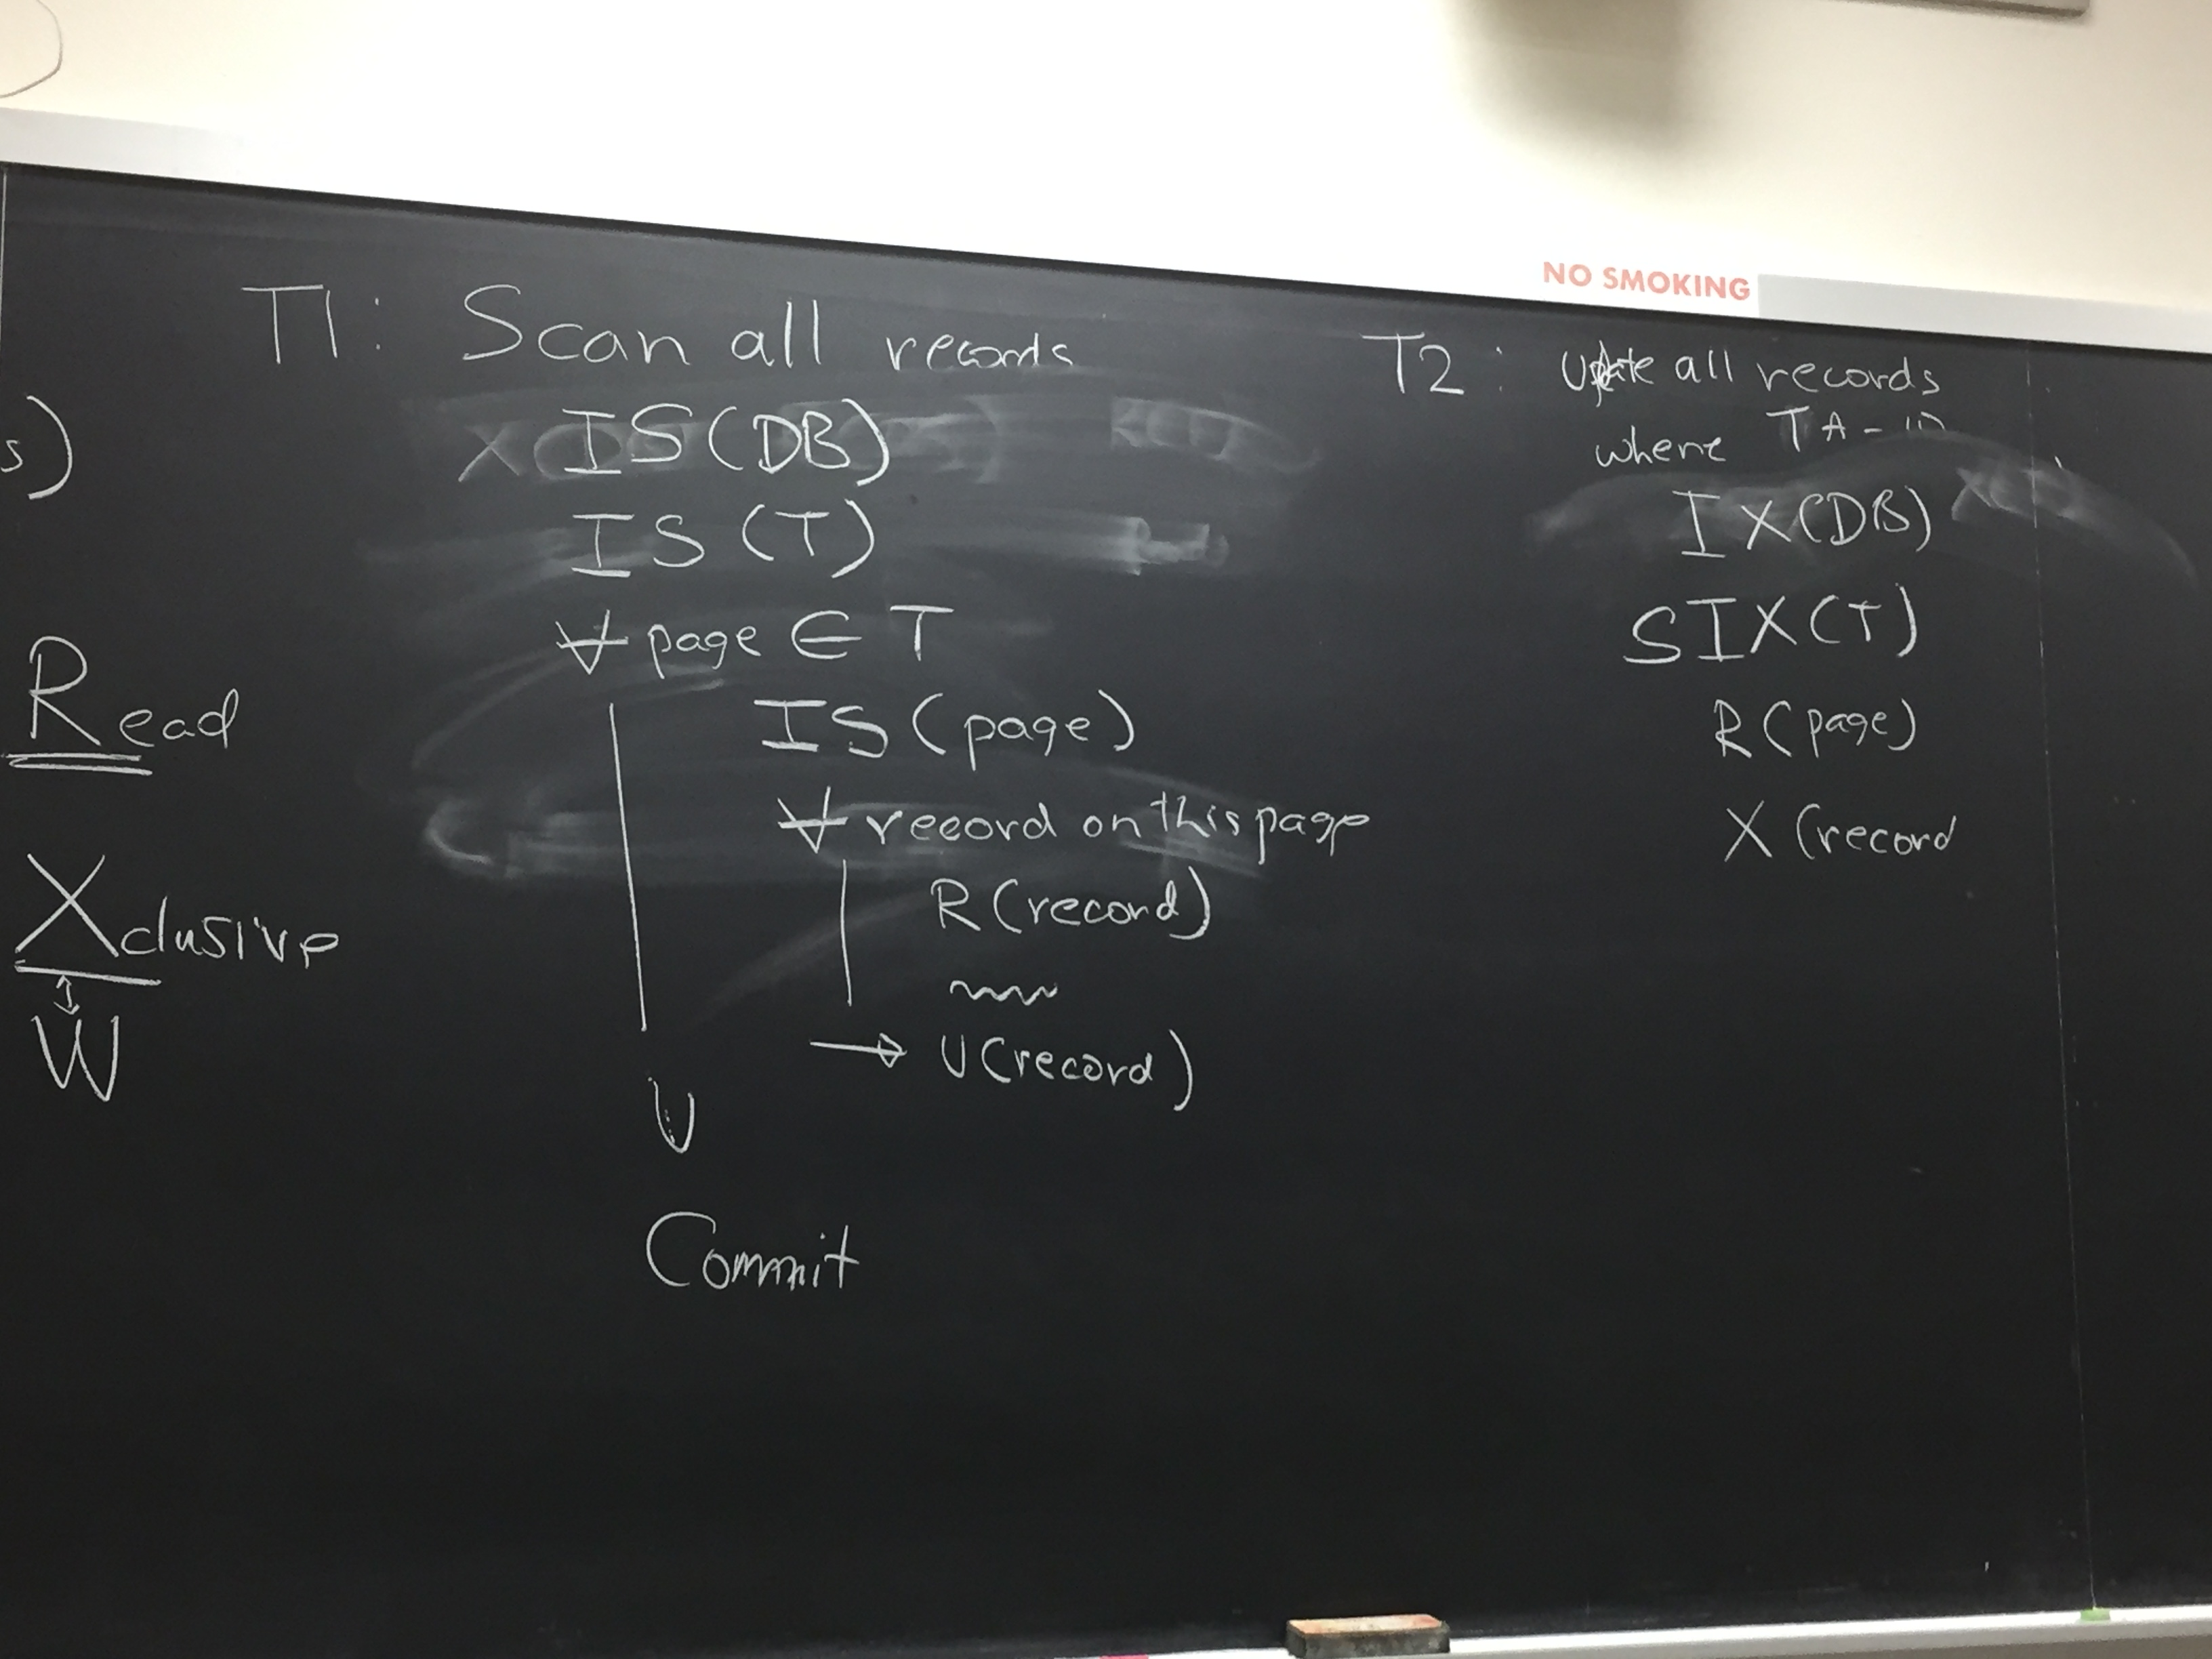 NO SMOKING
s)
Read
Xclusive
W
T1: Scan all records
IS(DB)
IS(T)
∀ page ∈ T
IS(page)
∀ record on this page
R(record)
→ U(record)
U
Commit
T2: Update all records
where TA-ID
IX(DB)
SIX(T)
R(page)
X(record